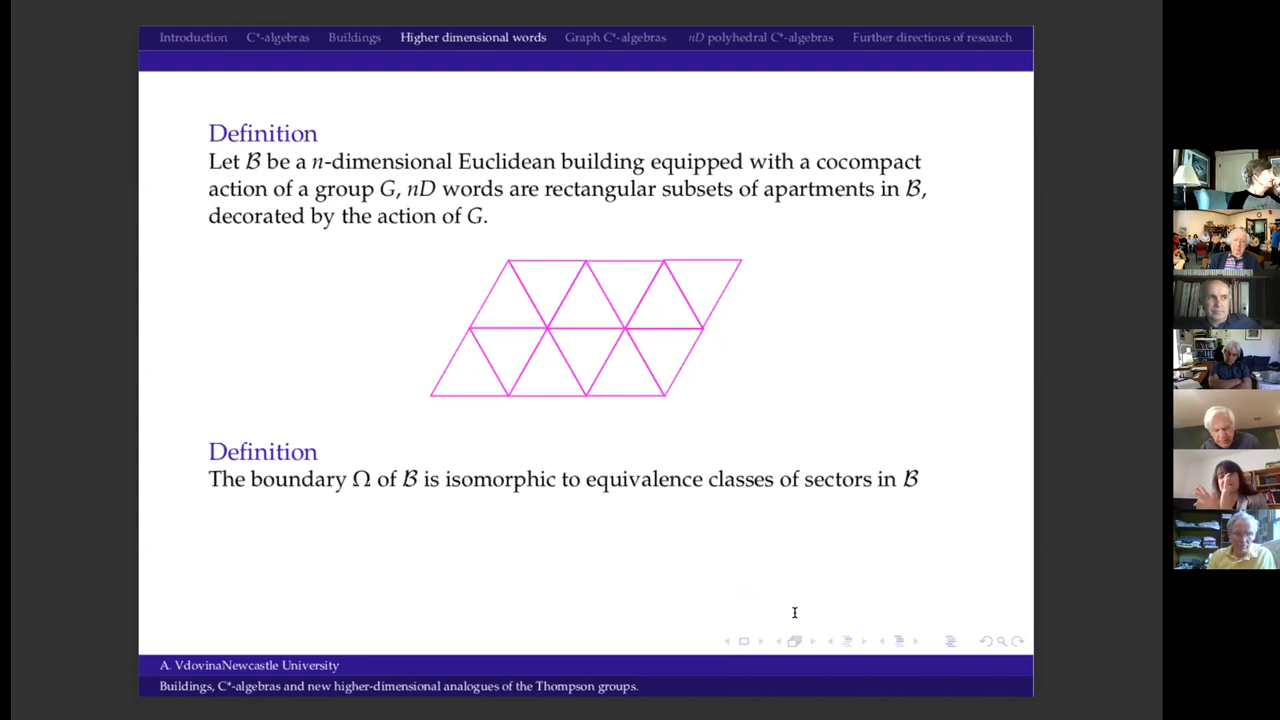 Introduction C*-algebras Buildings Higher dimensional words Graph C*-algebras nD polyhedral C*-algebras Further directions of research
Definition
Let ℬ be a n-dimensional Euclidean building equipped with a cocompact
action of a group G, nD words are rectangular subsets of apartments in ℬ,
decorated by the action of G.
Definition
The boundary Ω of ℬ is isomorphic to equivalence classes of sectors in ℬ
A. VdovinaNewcastle University
Buildings, C*-algebras and new higher-dimensional analogues of the Thompson groups.